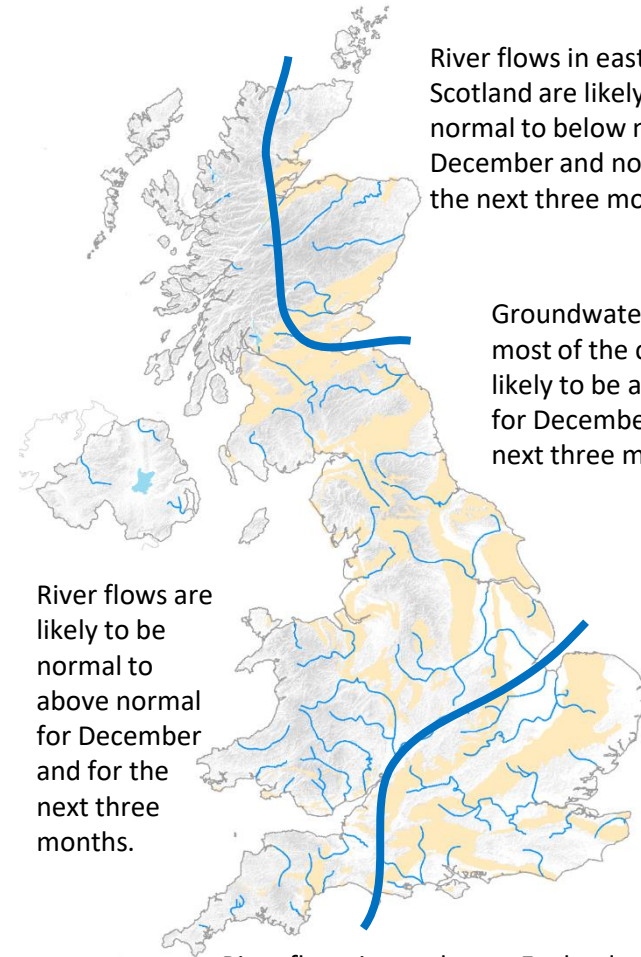 River flows in east
Scotland are likely
normal to below n
December and no
the next three mo
Groundwate
most of the
likely to be a
for December
next three m
River flows are
likely to be
normal to
above normal
for December
and for the
next three
months.
River flows in England